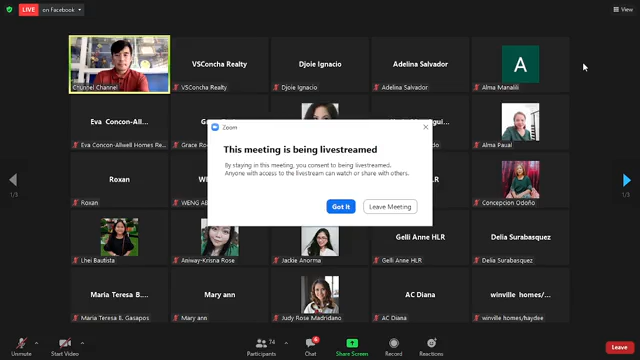 LIVE on Facebook
View
Channel Channel
VSConcha Realty
VSConcha Realty
Djoie Ignacio
Djoie Ignacio
Adelina Salvador
Adelina Salvador
A
Alma Manalili
Eva Concon-Allwell...
Eva Concon-Allwell Homes Re...
Grace
Alma Paual
Roxan
Roxan
WENG
Concepcion Odoño
Zoom
This meeting is being livestreamed
By staying in this meeting, you consent to being livestreamed.
Anyone with access to the livestream can watch or share with others.
Got it
Leave Meeting
1/3
1/3
Lhei Bautista
Aniway-Krisna Rose
Jackie Anorma
Gelli Anne HLR
Gelli Anne HLR
Delia Surabasquez
Delia Surabasquez
Maria Teresa B....
Maria Teresa B. Gasapos
Mary ann
Mary ann
Judy Rose Madridano
AC Diana
AC Diana
winville homes/...
winville homes/haydee
Unmute
Start Video
74
Participants
6
Chat
Share Screen
Record
Reactions
Leave